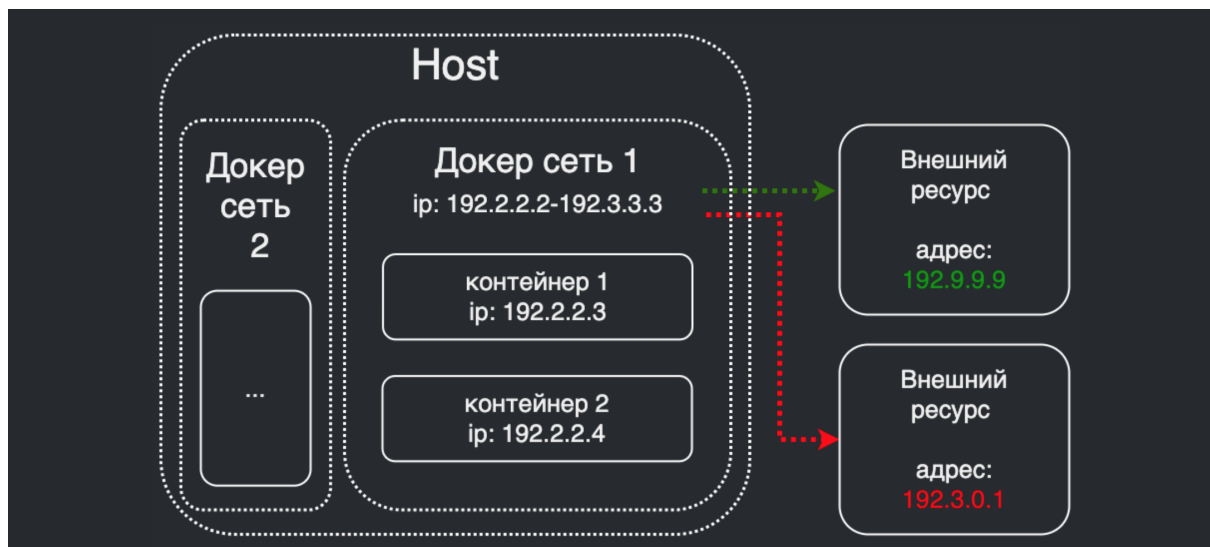 Host
Докер
сеть
2
...
Докер сеть 1
ip: 192.2.2.2-192.3.3.3
контейнер 1
ip: 192.2.2.3
контейнер 2
ip: 192.2.2.4
Внешний
ресурс
адрес:
192.9.9.9
Внешний
ресурс
адрес:
192.3.0.1